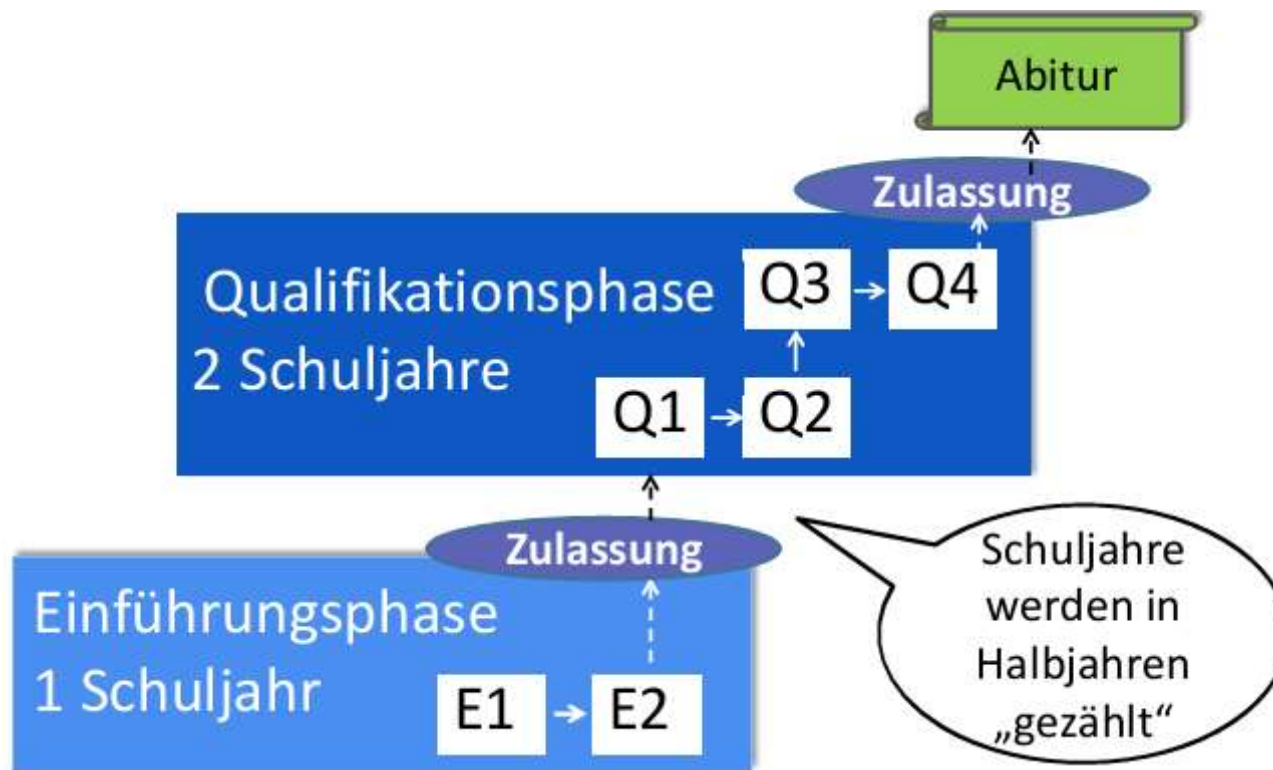 Abitur
Zulassung
Qualifikationsphase
2 Schuljahre
Q3
Q4
Q1
Q2
Zulassung
Einführungsphase
1 Schuljahr
E1
E2
Schuljahre
werden in
Halbjahren
„gezählt“